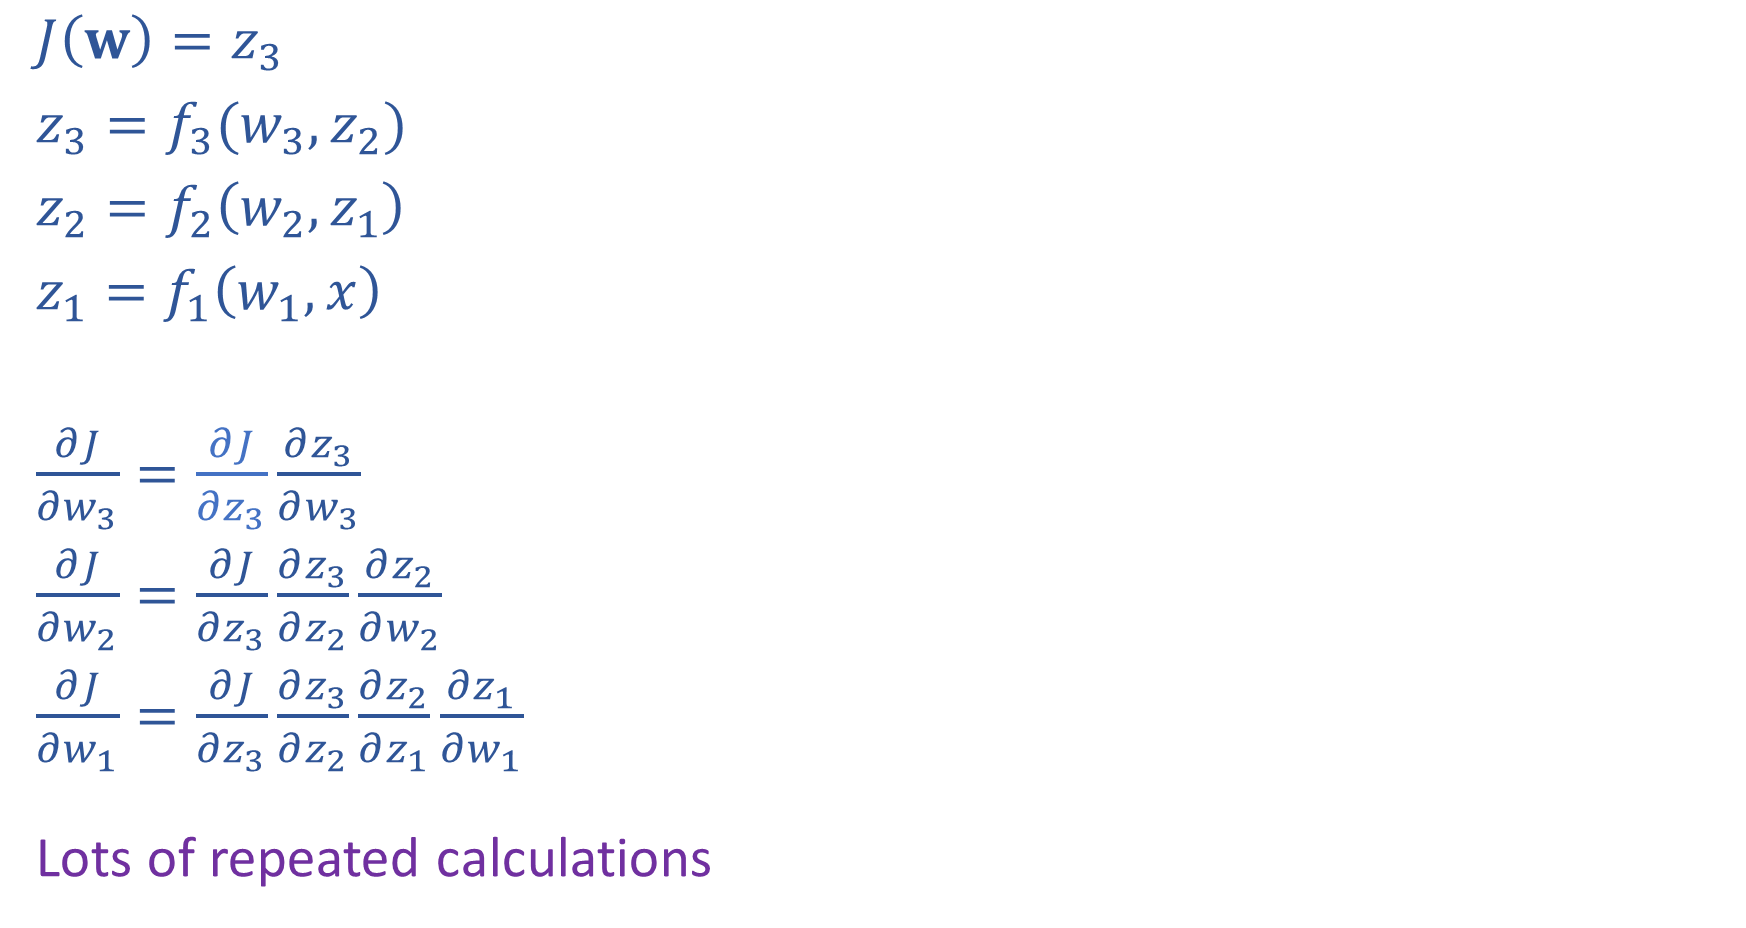 J(𝐰) = z₃
z₃ = f₃(w₃, z₂)
z₂ = f₂(w₂, z₁)
z₁ = f₁(w₁, x)
∂J/∂w₃ = ∂J/∂z₃ ∂z₃/∂w₃
∂J/∂w₂ = ∂J/∂z₃ ∂z₃/∂z₂ ∂z₂/∂w₂
∂J/∂w₁ = ∂J/∂z₃ ∂z₃/∂z₂ ∂z₂/∂z₁ ∂z₁/∂w₁
Lots of repeated calculations